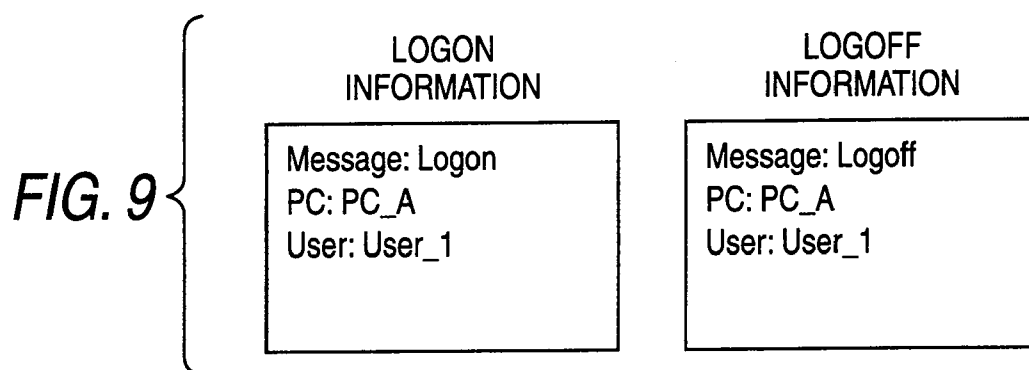 FIG. 9
LOGON
INFORMATION
Message: Logon
PC: PC_A
User: User_1
LOGOFF
INFORMATION
Message: Logoff
PC: PC_A
User: User_1